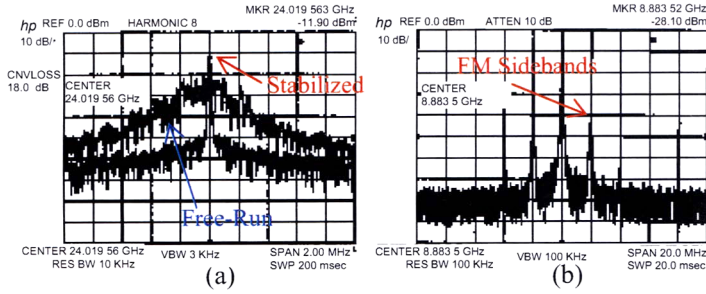 MKR 24.019 563 GHz
hp REF 0.0 dBm HARMONIC 8 -11.90 dBm
10 dB/
CNVLOSS
18.0 dB
CENTER
24.019 56 GHz
Stabilized
Free-Run
CENTER 24.019 56 GHz SPAN 2.00 MHz
RES BW 10 KHz VBW 3 KHz SWP 200 msec
(a)
MKR 8.883 52 GHz
hp REF 0.0 dBm ATTEN 10 dB -28.10 dBm
10 dB/
FM Sidebands
CENTER
8.883 5 GHz
CENTER 8.883 5 GHz SPAN 20.0 MHz
RES BW 100 KHz VBW 100 KHz SWP 20.0 msec
(b)